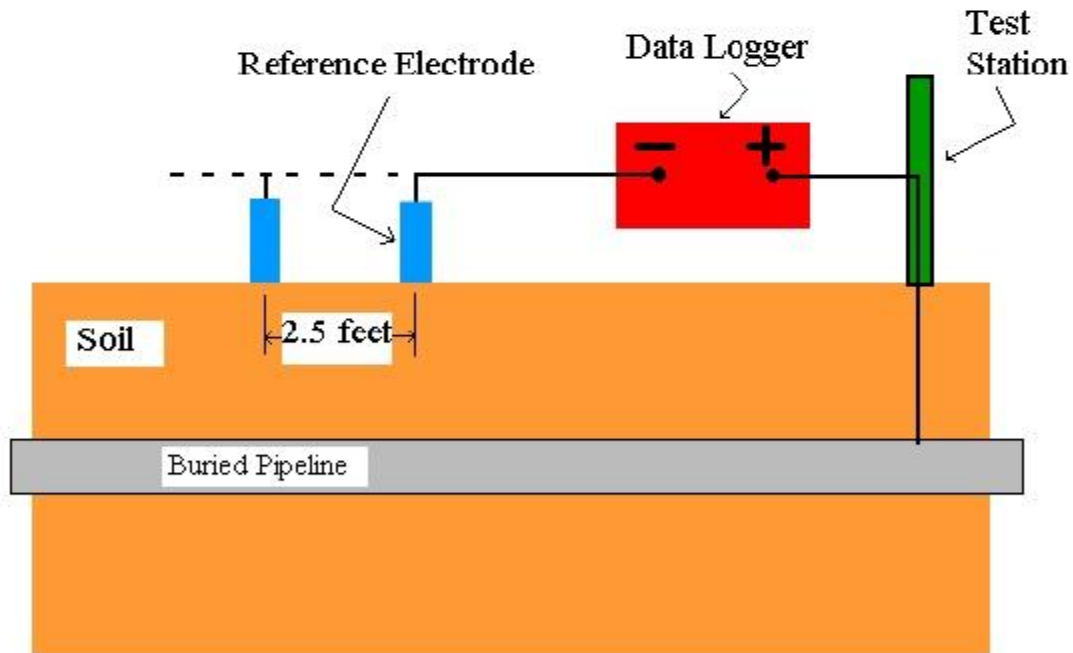 Test
Station
Data Logger
Reference Electrode
− +
2.5 feet
Soil
Buried Pipeline